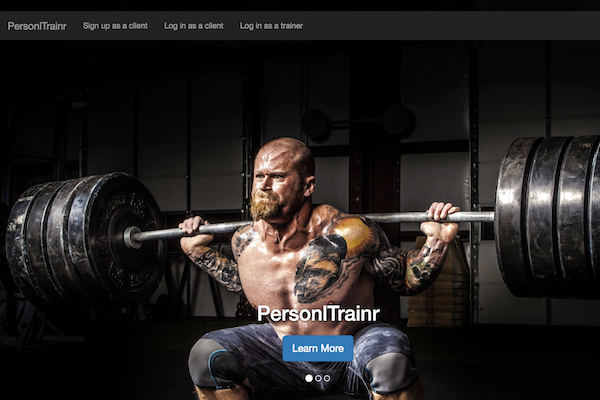 PersonlTrainr Sign up as a client Log in as a client Log in as a trainer
PersonlTrainr
Learn More